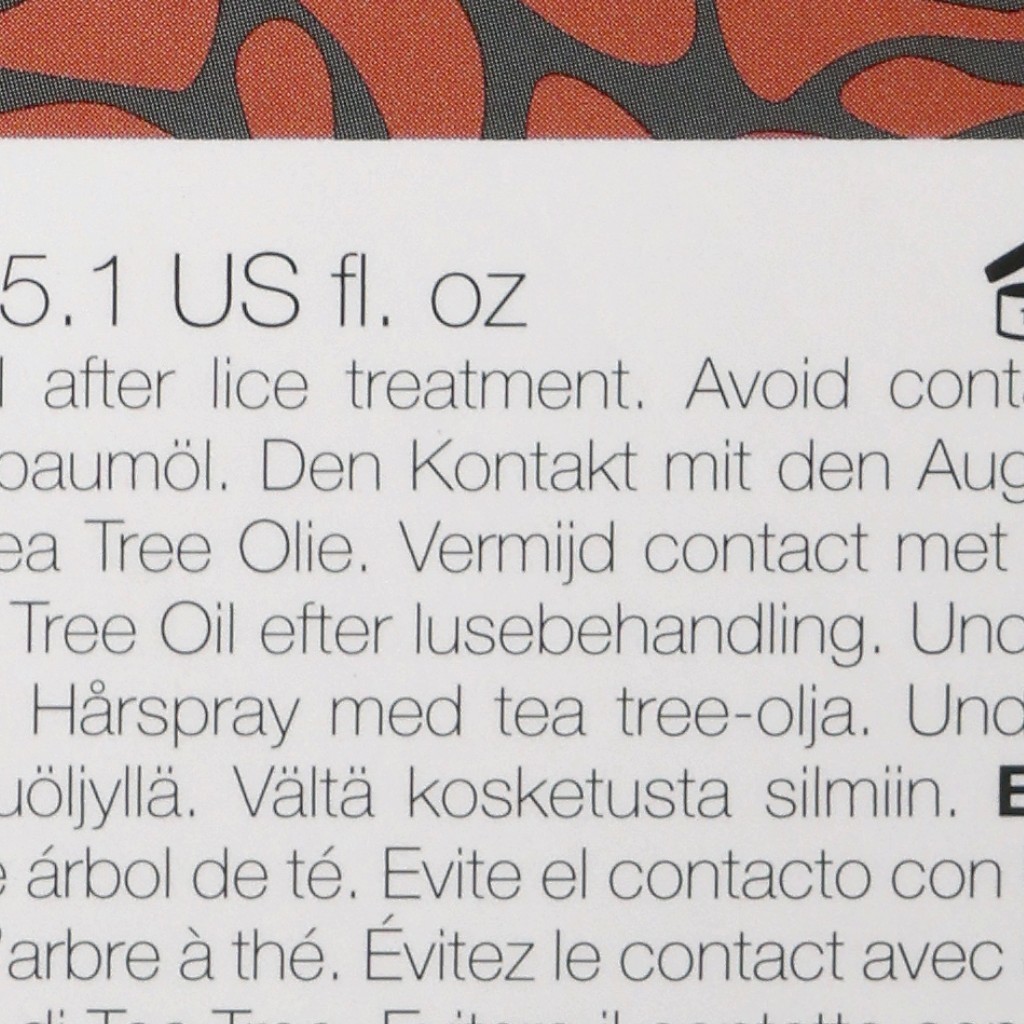 5.1 US fl. oz
after lice treatment. Avoid
baumöl. Den Kontakt mit den
Tree Olie. Vermijd contact met
Tree Oil efter lusebehandling.
Hårspray med tea tree-olja.
Vältä kosketusta silmiin.
árbol de té. Evite el contacto con
arbre à thé. Évitez le contact avec